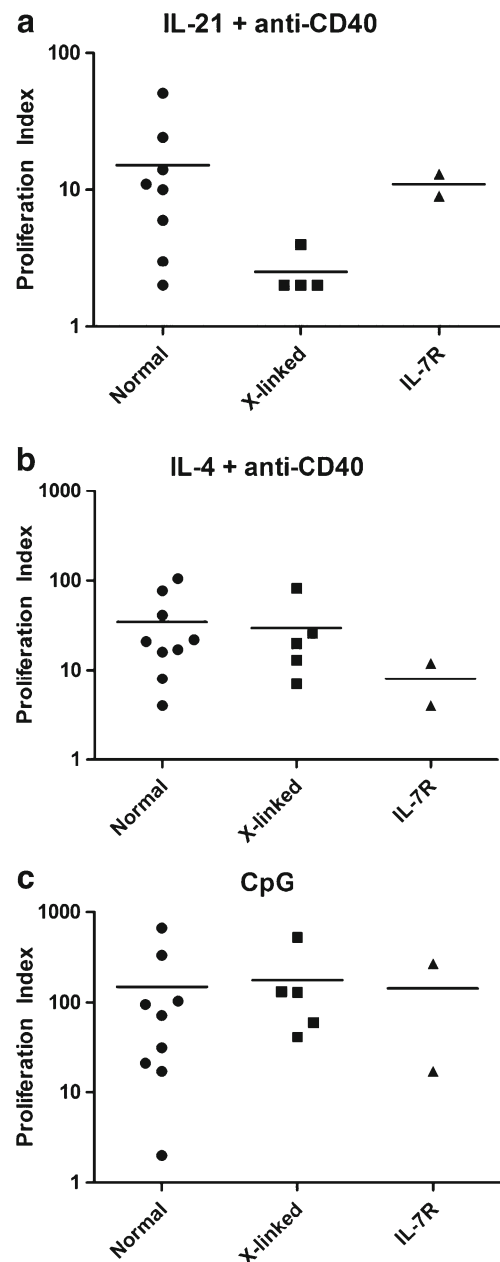 a
IL-21 + anti-CD40
Proliferation Index
100
10
1
Normal
X-linked
IL-7R
b
IL-4 + anti-CD40
Proliferation Index
1000
100
10
1
Normal
X-linked
IL-7R
c
CpG
Proliferation Index
1000
100
10
1
Normal
X-linked
IL-7R